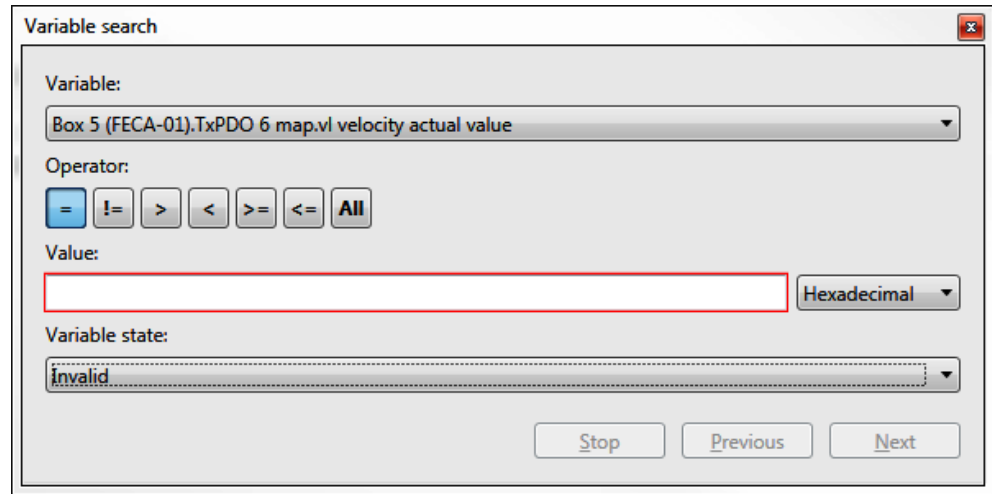 Variable search
Variable:
Box 5 (FECA-01).TxPDO 6 map.vl velocity actual value
Operator:
= != > < >= <= All
Value:
Hexadecimal
Variable state:
Invalid
Stop Previous Next